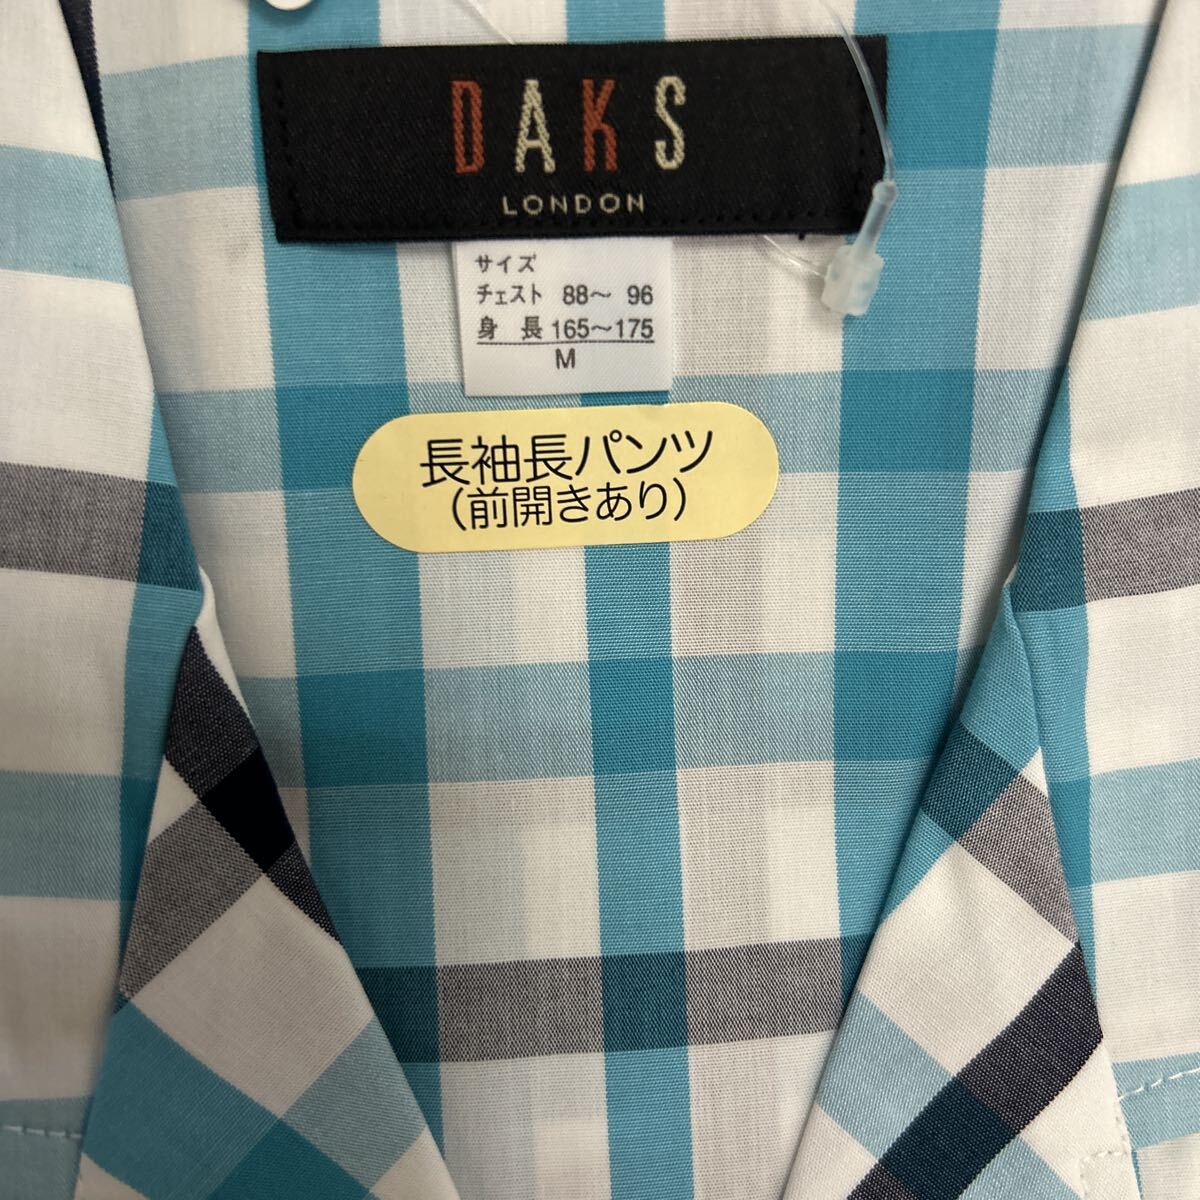 DAKS
LONDON
サイズ
チェスト 88〜 96
身 長 165〜175
M
長袖長パンツ
(前開きあり)